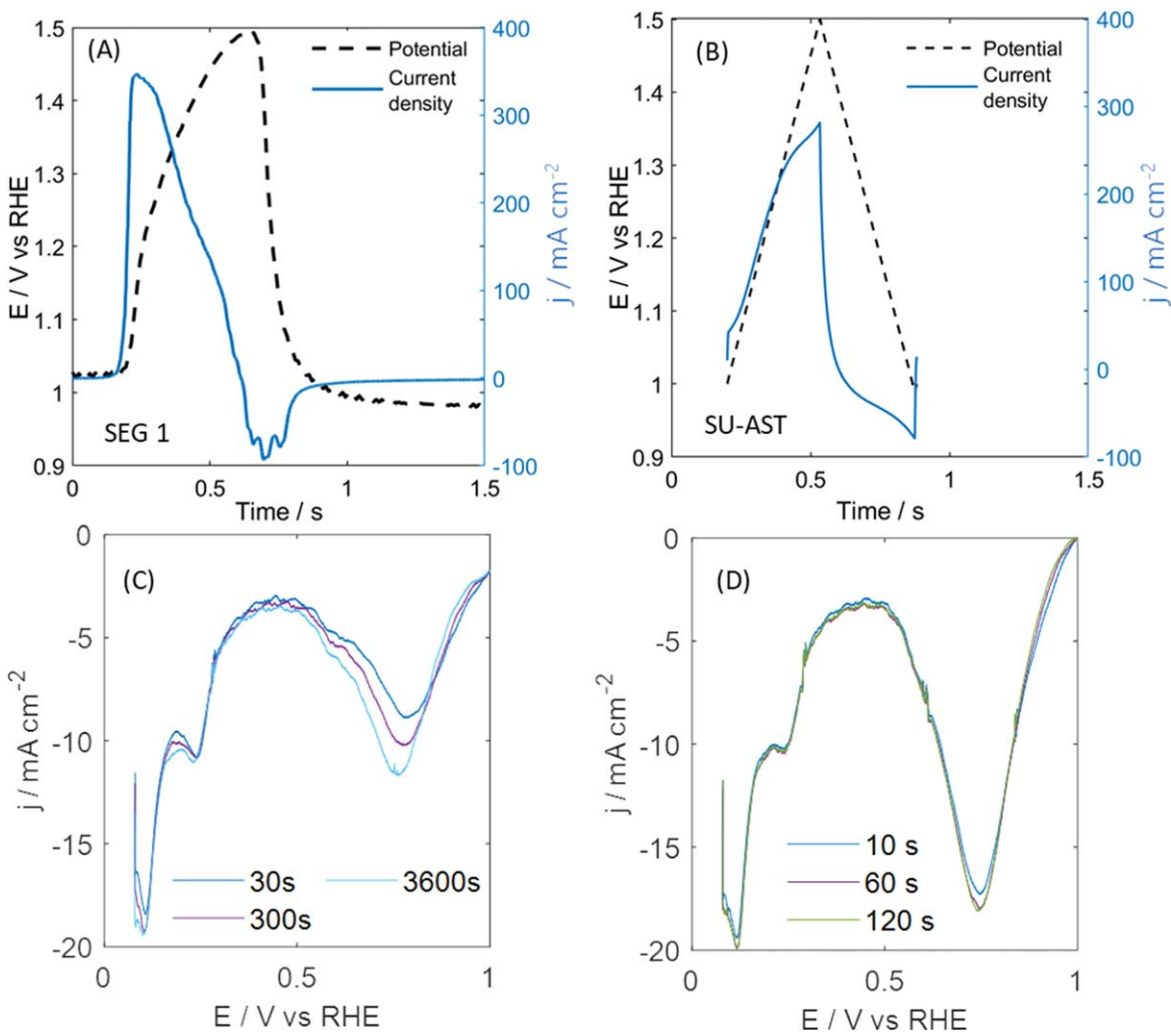 (A)
Potential
Current
density
SEG 1
E / V vs RHE
1.5
1.4
1.3
1.2
1.1
1
0.9
400
300
200
100
0
-100
j / mA cm⁻²
0 0.5 1 1.5
Time / s
(B)
Potential
Current
density
SU-AST
E / V vs RHE
1.5
1.4
1.3
1.2
1.1
1
0.9
400
300
200
100
0
-100
j / mA cm⁻²
0 0.5 1 1.5
Time / s
(C)
j / mA cm⁻²
0
-5
-10
-15
-20
30s 3600s
300s
0 0.5 1
E / V vs RHE
(D)
j / mA cm⁻²
0
-5
-10
-15
-20
10 s
60 s
120 s
0 0.5 1
E / V vs RHE